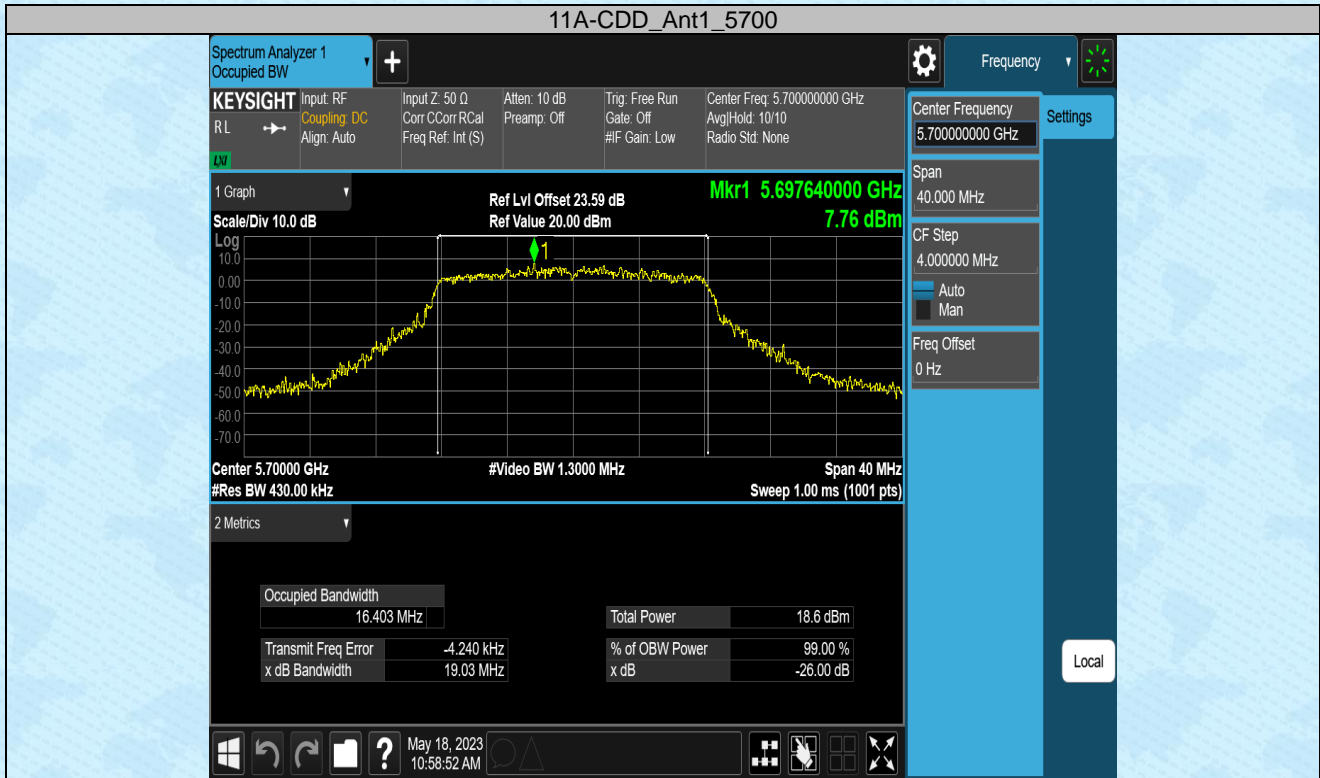 11A-CDD_Ant1_5700
Spectrum Analyzer 1
Occupied BW
+
Frequency
KEYSIGHT
R L
LXI
Input: RF
Coupling: DC
Align: Auto
Input Z: 50 Ω
Corr CCorr RCal
Freq Ref: Int (S)
Atten: 10 dB
Preamp: Off
Trig: Free Run
Gate: Off
#IF Gain: Low
Center Freq: 5.700000000 GHz
Avg|Hold: 10/10
Radio Std: None
Center Frequency
5.700000000 GHz
Settings
Span
40.000 MHz
CF Step
4.000000 MHz
Auto
Man
Freq Offset
0 Hz
Local
1 Graph
Scale/Div 10.0 dB
Ref Lvl Offset 23.59 dB
Ref Value 20.00 dBm
Mkr1 5.697640000 GHz
7.76 dBm
Log
10.0
0.00
-10.0
-20.0
-30.0
-40.0
-50.0
-60.0
-70.0
1
Center 5.70000 GHz
#Res BW 430.00 kHz
#Video BW 1.3000 MHz
Span 40 MHz
Sweep 1.00 ms (1001 pts)
2 Metrics
Occupied Bandwidth
16.403 MHz
Total Power 18.6 dBm
Transmit Freq Error -4.240 kHz
% of OBW Power 99.00 %
x dB Bandwidth 19.03 MHz
x dB -26.00 dB
?
May 18, 2023
10:58:52 AM